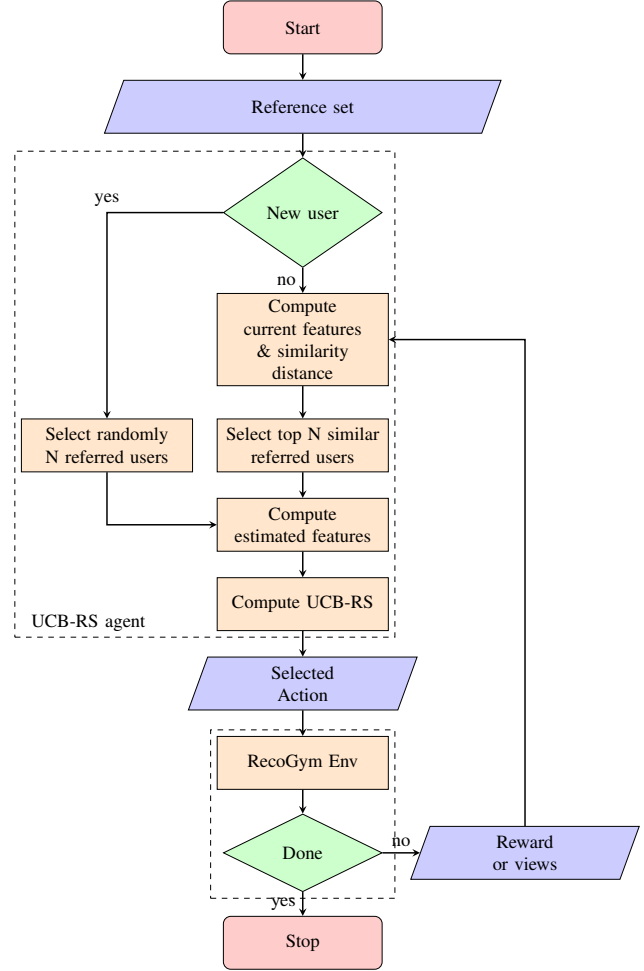 Start
Reference set
New user
yes
no
Compute
current features
& similarity
distance
Select randomly
N referred users
Select top N similar
referred users
Compute
estimated features
Compute UCB-RS
UCB-RS agent
Selected
Action
RecoGym Env
Done
no
Reward
or views
yes
Stop